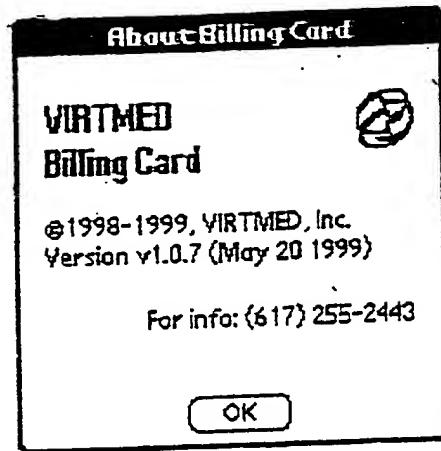 About Billing Card
VIRTMED
Billing Card
©1998-1999, VIRTMED, Inc.
Version v1.0.7 (May 20 1999)
For info: (617) 255-2443
OK